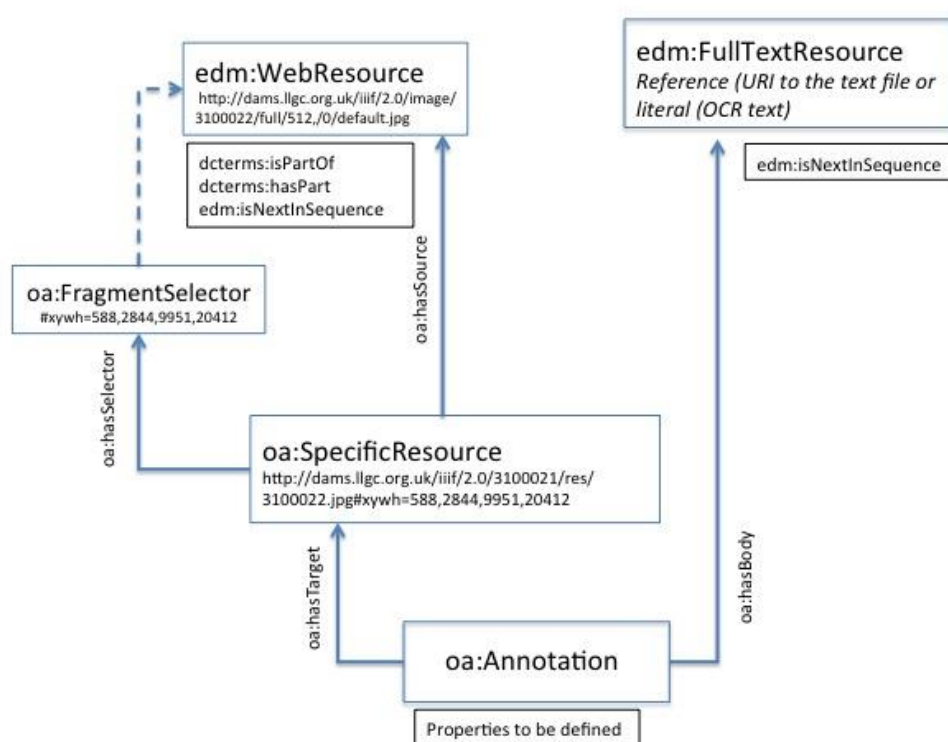 edm:WebResource
http://dams.llgc.org.uk/iiif/2.0/image/
3100022/full/512,/0/default.jpg
edm:FullTextResource
Reference (URI to the text file or
literal (OCR text)
dcterms:isPartOf
dcterms:hasPart
edm:isNextInSequence
edm:isNextInSequence
oa:FragmentSelector
#xywh=588,2844,9951,20412
oa:hasSource
oa:hasSelector
oa:SpecificResource
http://dams.llgc.org.uk/iiif/2.0/3100021/res/
3100022.jpg#xywh=588,2844,9951,20412
oa:hasTarget
oa:hasBody
oa:Annotation
Properties to be defined